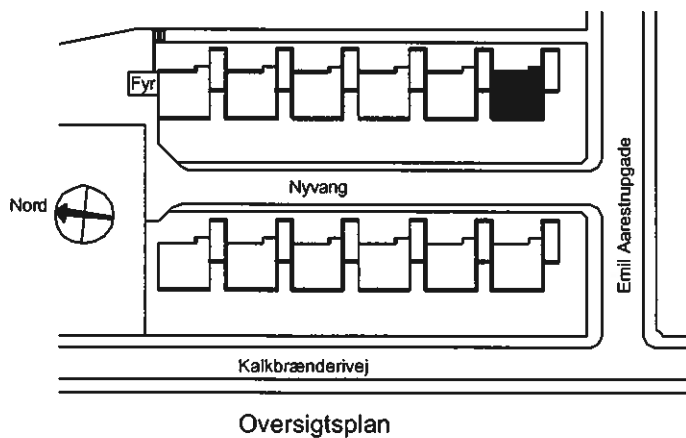 Fyr
Nyvang
Nord
Emil Aarestrupgade
Kalkbrænderivej
Oversigtsplan